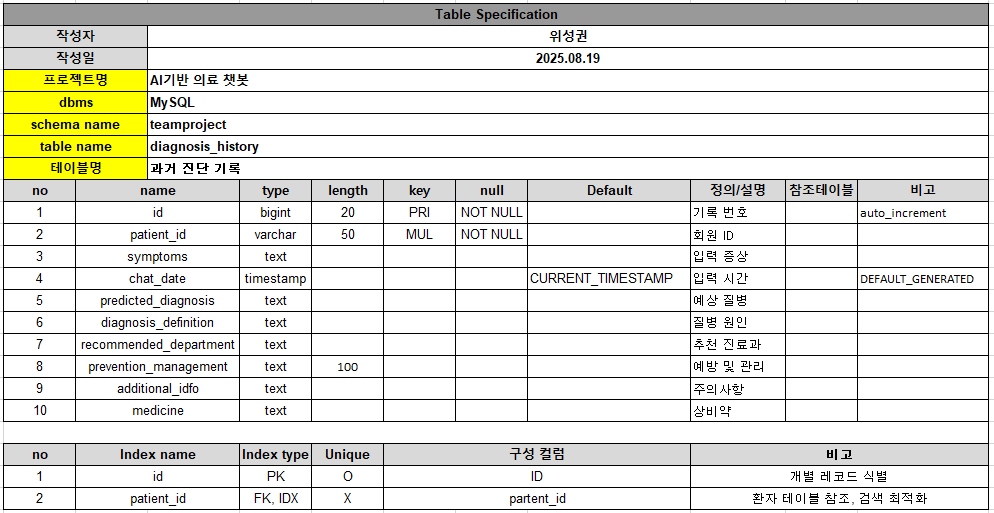 Table Specification
작성자 위성권
작성일 2025.08.19
프로젝트명 AI기반 의료 챗봇
dbms MySQL
schema name teamproject
table name diagnosis_history
테이블명 과거 진단 기록
no name type length key null Default 정의/설명 참조테이블 비고
1 id bigint 20 PRI NOT NULL 기록 번호 auto_increment
2 patient_id varchar 50 MUL NOT NULL 회원 ID
3 symptoms text 입력 증상
4 chat_date timestamp CURRENT_TIMESTAMP 입력 시간 DEFAULT_GENERATED
5 predicted_diagnosis text 예상 질병
6 diagnosis_definition text 질병 원인
7 recommended_department text 추천 진료과
8 prevention_management text 100 예방 및 관리
9 additional_idfo text 주의사항
10 medicine text 상비약
no Index name Index type Unique 구성 컬럼 비고
1 id PK O ID 개별 레코드 식별
2 patient_id FK, IDX X partent_id 환자 테이블 참조, 검색 최적화